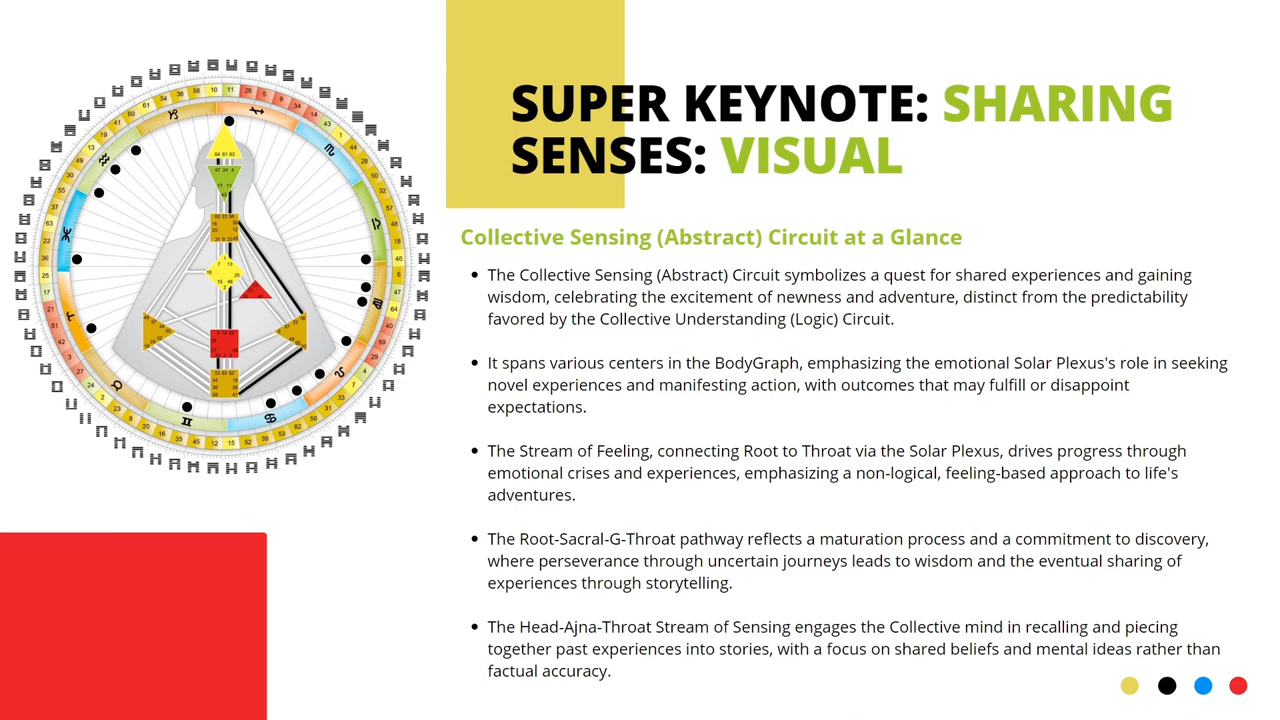 SUPER KEYNOTE: SHARING
SENSES: VISUAL
Collective Sensing (Abstract) Circuit at a Glance
• The Collective Sensing (Abstract) Circuit symbolizes a quest for shared experiences and gaining
wisdom, celebrating the excitement of newness and adventure, distinct from the predictability
favored by the Collective Understanding (Logic) Circuit.
• It spans various centers in the BodyGraph, emphasizing the emotional Solar Plexus's role in seeking
novel experiences and manifesting action, with outcomes that may fulfill or disappoint
expectations.
• The Stream of Feeling, connecting Root to Throat via the Solar Plexus, drives progress through
emotional crises and experiences, emphasizing a non-logical, feeling-based approach to life's
adventures.
• The Root-Sacral-G-Throat pathway reflects a maturation process and a commitment to discovery,
where perseverance through uncertain journeys leads to wisdom and the eventual sharing of
experiences through storytelling.
• The Head-Ajna-Throat Stream of Sensing engages the Collective mind in recalling and piecing
together past experiences into stories, with a focus on shared beliefs and mental ideas rather than
factual accuracy.